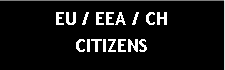 EU / EEA / CH
CITIZENS